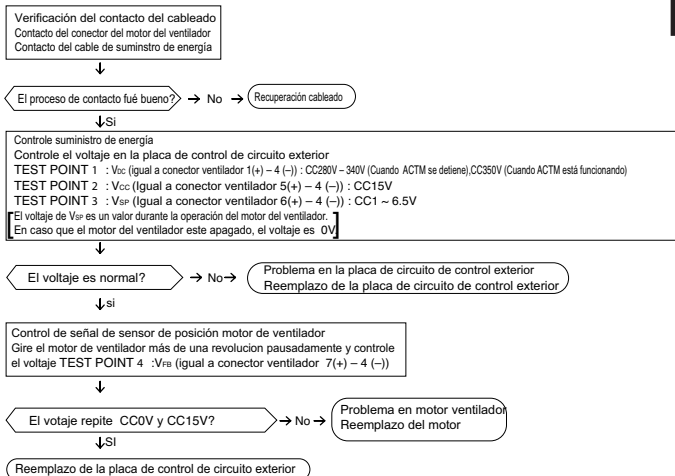 Verificación del contacto del cableado
Contacto del conector del motor del ventilador
Contacto del cable de suminstro de energía
El proceso de contacto fué bueno?
No
Recuperación cableado
Si
Controle suministro de energía
Controle el voltaje en la placa de control de circuito exterior
TEST POINT 1 : VDC (igual a conector ventilador 1(+) – 4 (–)) : CC280V – 340V (Cuando ACTM se detiene),CC350V (Cuando ACTM está funcionando)
TEST POINT 2 : VCC (Igual a conector ventilador 5(+) – 4 (–)) : CC15V
TEST POINT 3 : VSP (Igual a conector ventilador 6(+) – 4 (–)) : CC1 ~ 6.5V
[El voltaje de VSP es un valor durante la operación del motor del ventilador.
En caso que el motor del ventilador este apagado, el voltaje es 0V]
El voltaje es normal?
No
Problema en la placa de circuito de control exterior
Reemplazo de la placa de circuito de control exterior
si
Control de señal de sensor de posición motor de ventilador
Gire el motor de ventilador más de una revolucion pausadamente y controle
el voltaje TEST POINT 4 :VFB (igual a conector ventilador 7(+) – 4 (–))
El votaje repite CC0V y CC15V?
No
Problema en motor ventilador
Reemplazo del motor
SI
Reemplazo de la placa de control de circuito exterior